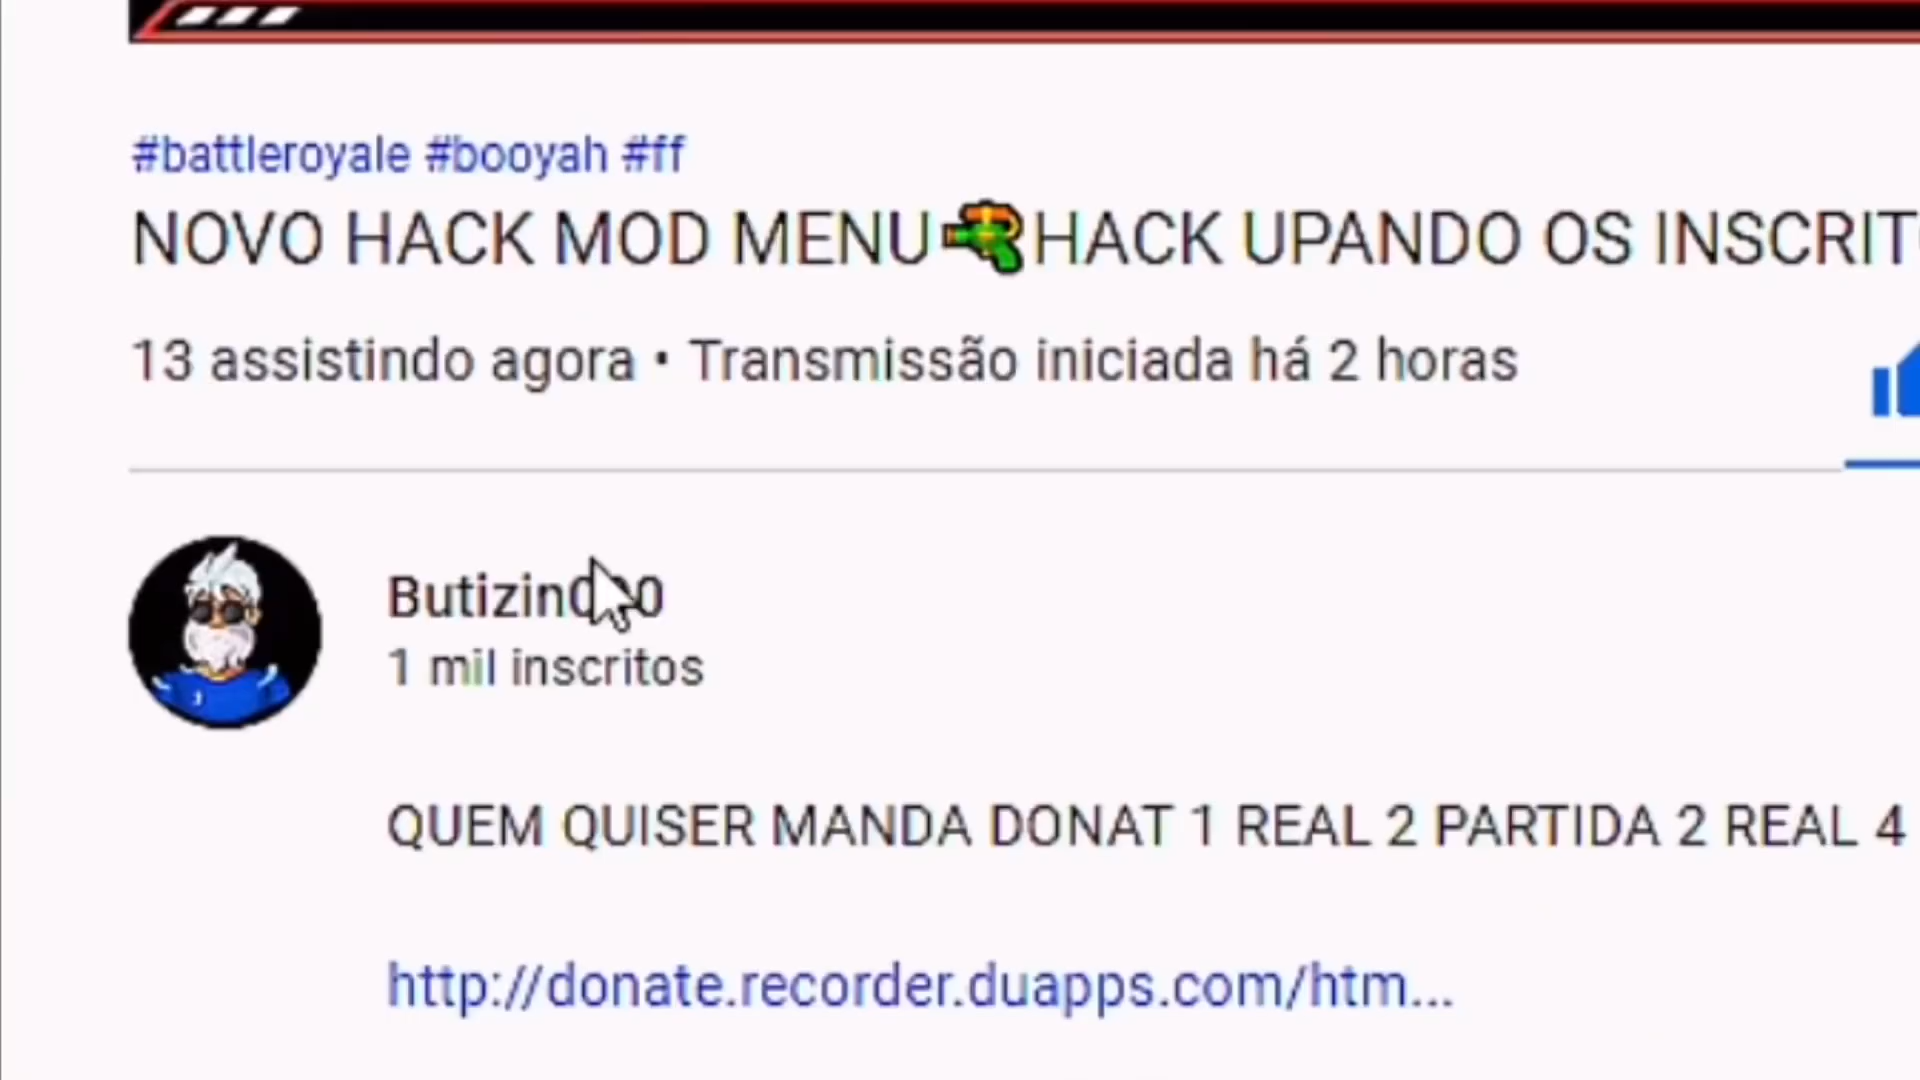 #battleroyale #booyah #ff
NOVO HACK MOD MENU🔫HACK UPANDO OS INSCRIT
13 assistindo agora • Transmissão iniciada há 2 horas
1 mil inscritos
QUEM QUISER MANDA DONAT 1 REAL 2 PARTIDA 2 REAL 4
http://donate.recorder.duapps.com/htm...